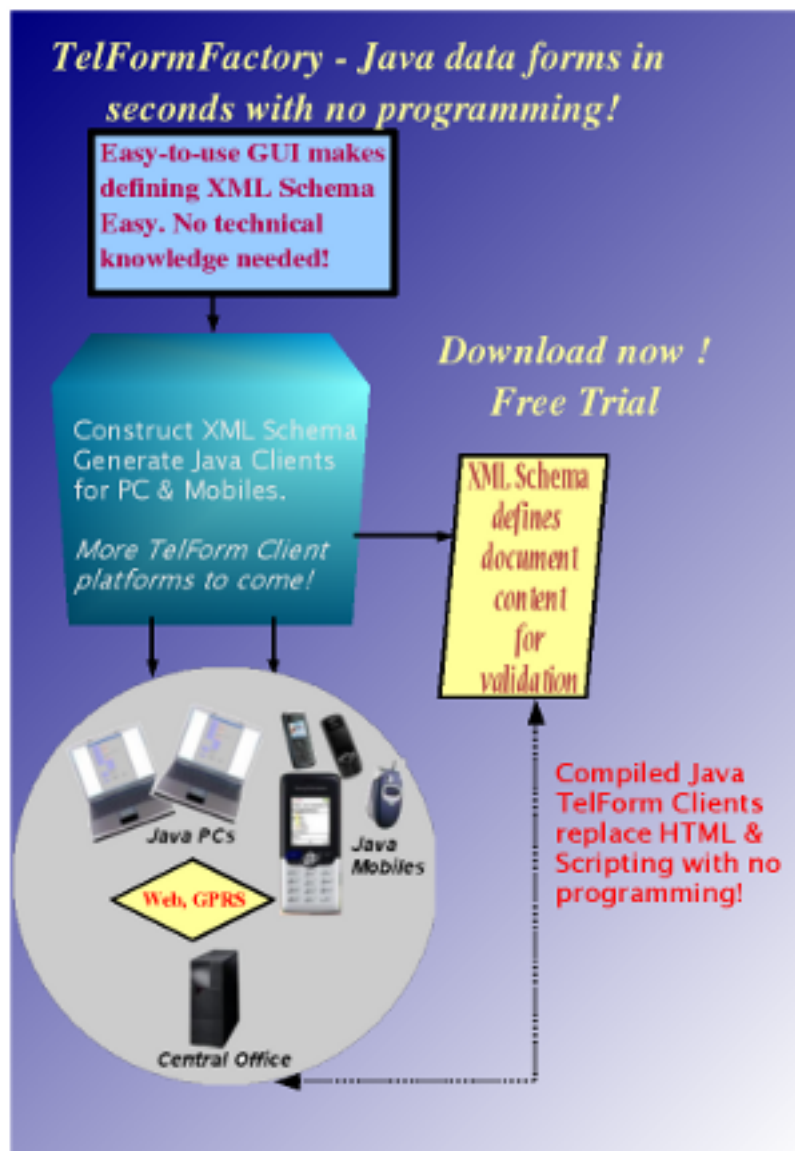 TelFormFactory - Java data forms in
seconds with no programming!
Easy-to-use GUI makes
defining XML Schema
Easy. No technical
knowledge needed!
Download now !
Free Trial
Construct XML Schema
Generate Java Clients
for PC & Mobiles.
More TelForm Client
platforms to come!
XML Schema
defines
document
content
for
validation
Java PCs
Java
Mobiles
Web, GPRS
Central Office
Compiled Java
TelForm Clients
replace HTML &
Scripting with no
programming!